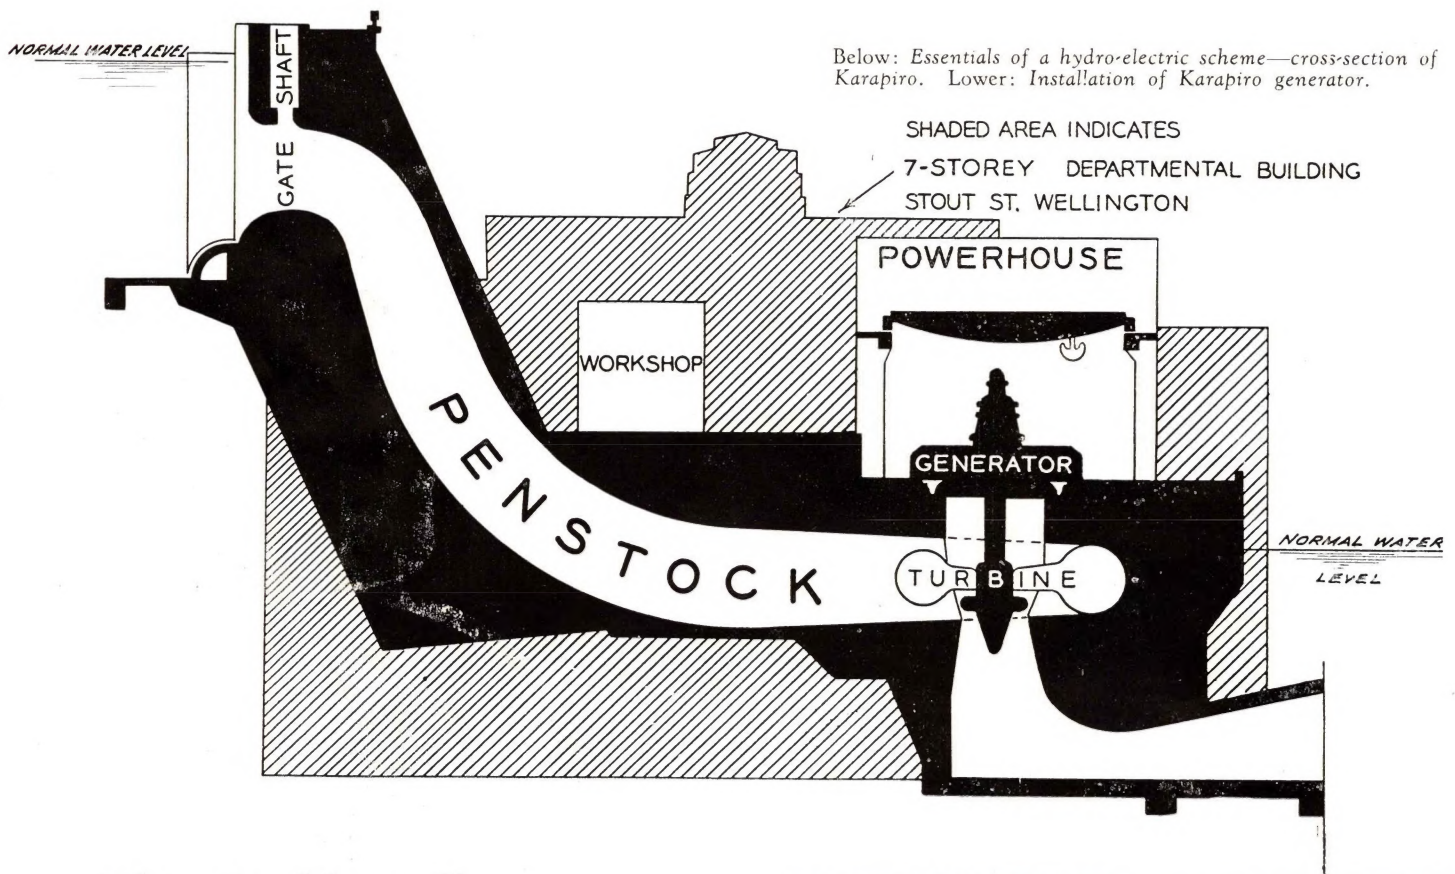 NORMAL WATER LEVEL
SHAFT
GATE
Below: Essentials of a hydro-electric scheme—cross-section of
Karapiro. Lower: Installation of Karapiro generator.
SHADED AREA INDICATES
7-STOREY DEPARTMENTAL BUILDING
STOUT ST, WELLINGTON
POWERHOUSE
WORKSHOP
PENSTOCK
GENERATOR
TURBINE
NORMAL WATER
LEVEL